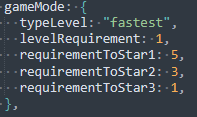 gameMode: {
typeLevel: "fastest",
levelRequirement: 1,
requirementToStar1: 5,
requirementToStar2: 3,
requirementToStar3: 1,
},